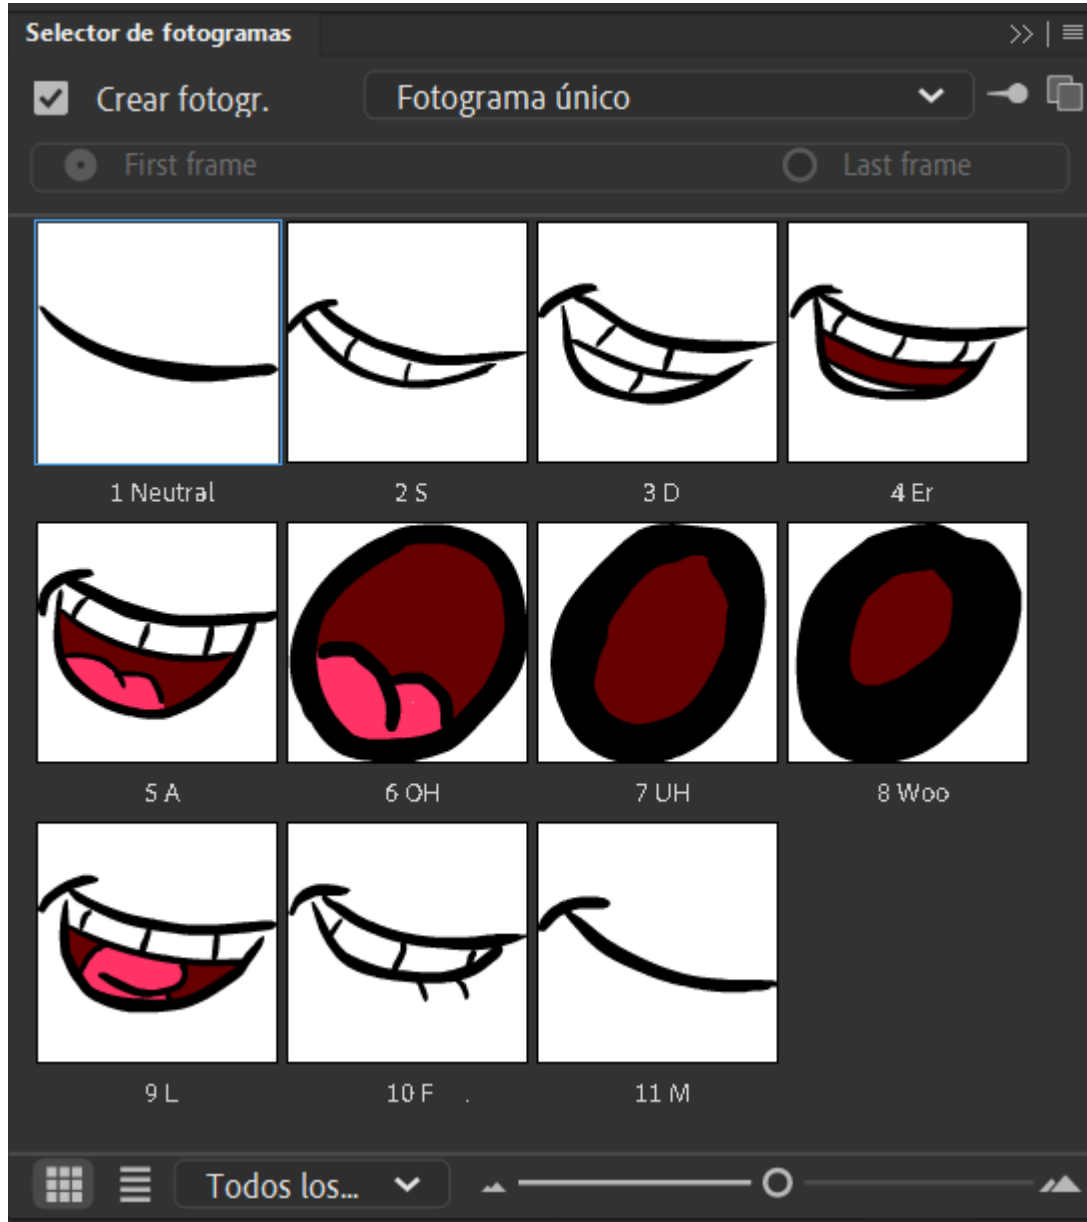 Selector de fotogramas
Crear fotogr.
Fotograma único
First frame
Last frame
1 Neutral
2 S
3 D
4 Er
5 A
6 OH
7 UH
8 Woo
9 L
10 F .
11 M
Todos los...